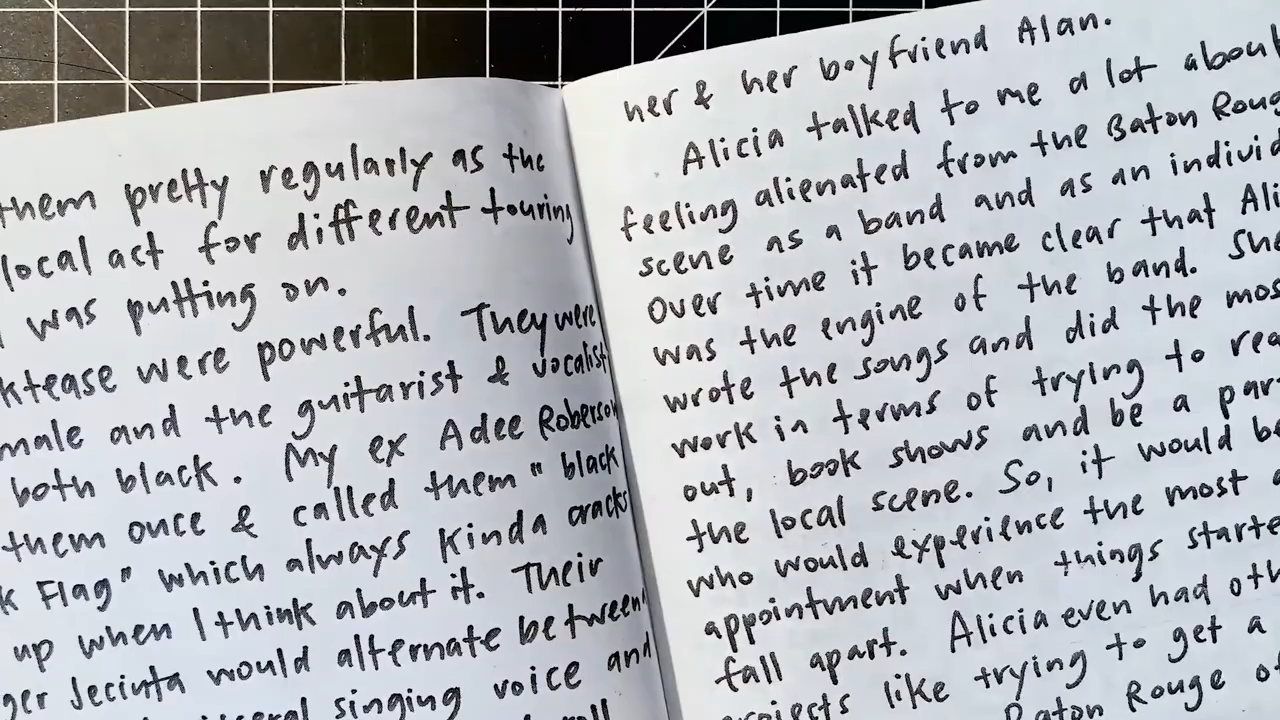 them pretty regularly as the
local act for different touring
was putting on.
ktease were powerful. They were
male and the guitarist & vocalist
both black. My ex Adee Roberson
them once & called them "black
k Flag" which always kinda cracks
up when I think about it. Their
ger Jecinta would alternate between
singing voice and
her & her boyfriend Alan.
Alicia talked to me a lot about
feeling alienated from the Baton Roug
scene as a band and as an individ
Over time it became clear that Ali
was the engine of the band. She
wrote the songs and did the mos
work in terms of trying to rea
out, book shows and be a par
the local scene. So, it would be
who would experience the most
appointment when things starte
fall apart. Alicia even had oth
rojects like trying to get a
Baton Rouge